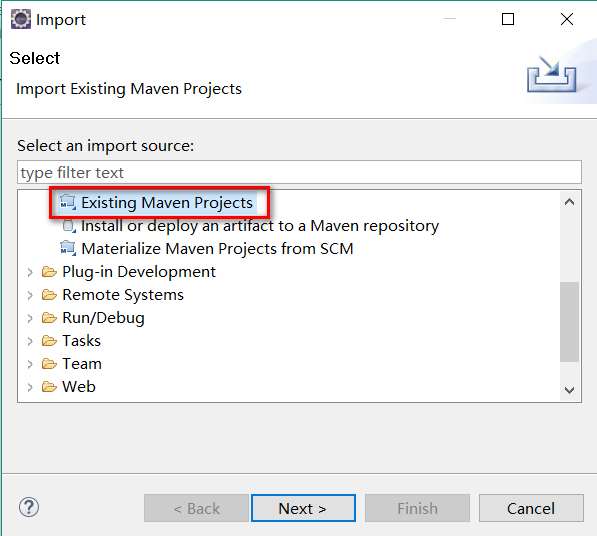 Import
Select
Import Existing Maven Projects
Select an import source:
type filter text
Existing Maven Projects
Install or deploy an artifact to a Maven repository
Materialize Maven Projects from SCM
Plug-in Development
Remote Systems
Run/Debug
Tasks
Team
Web
?
< Back
Next >
Finish
Cancel